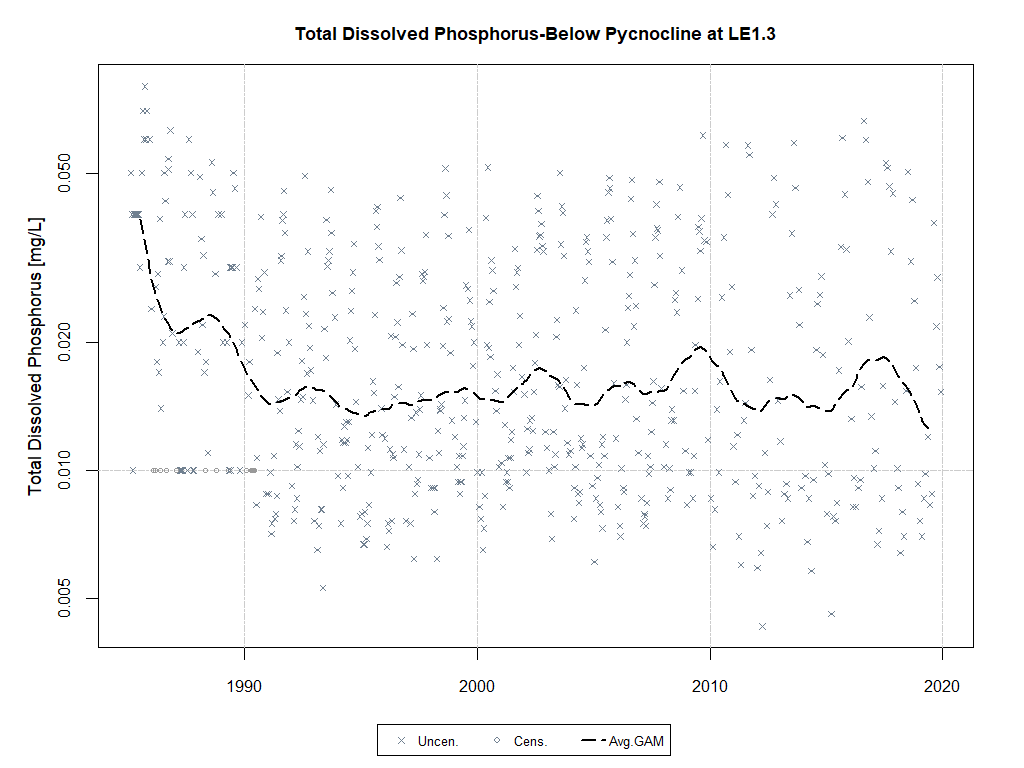 Total Dissolved Phosphorus-Below Pycnocline at LE1.3
Total Dissolved Phosphorus [mg/L]
0.050
0.020
0.010
0.005
1990 2000 2010 2020
Uncen. Cens. Avg.GAM